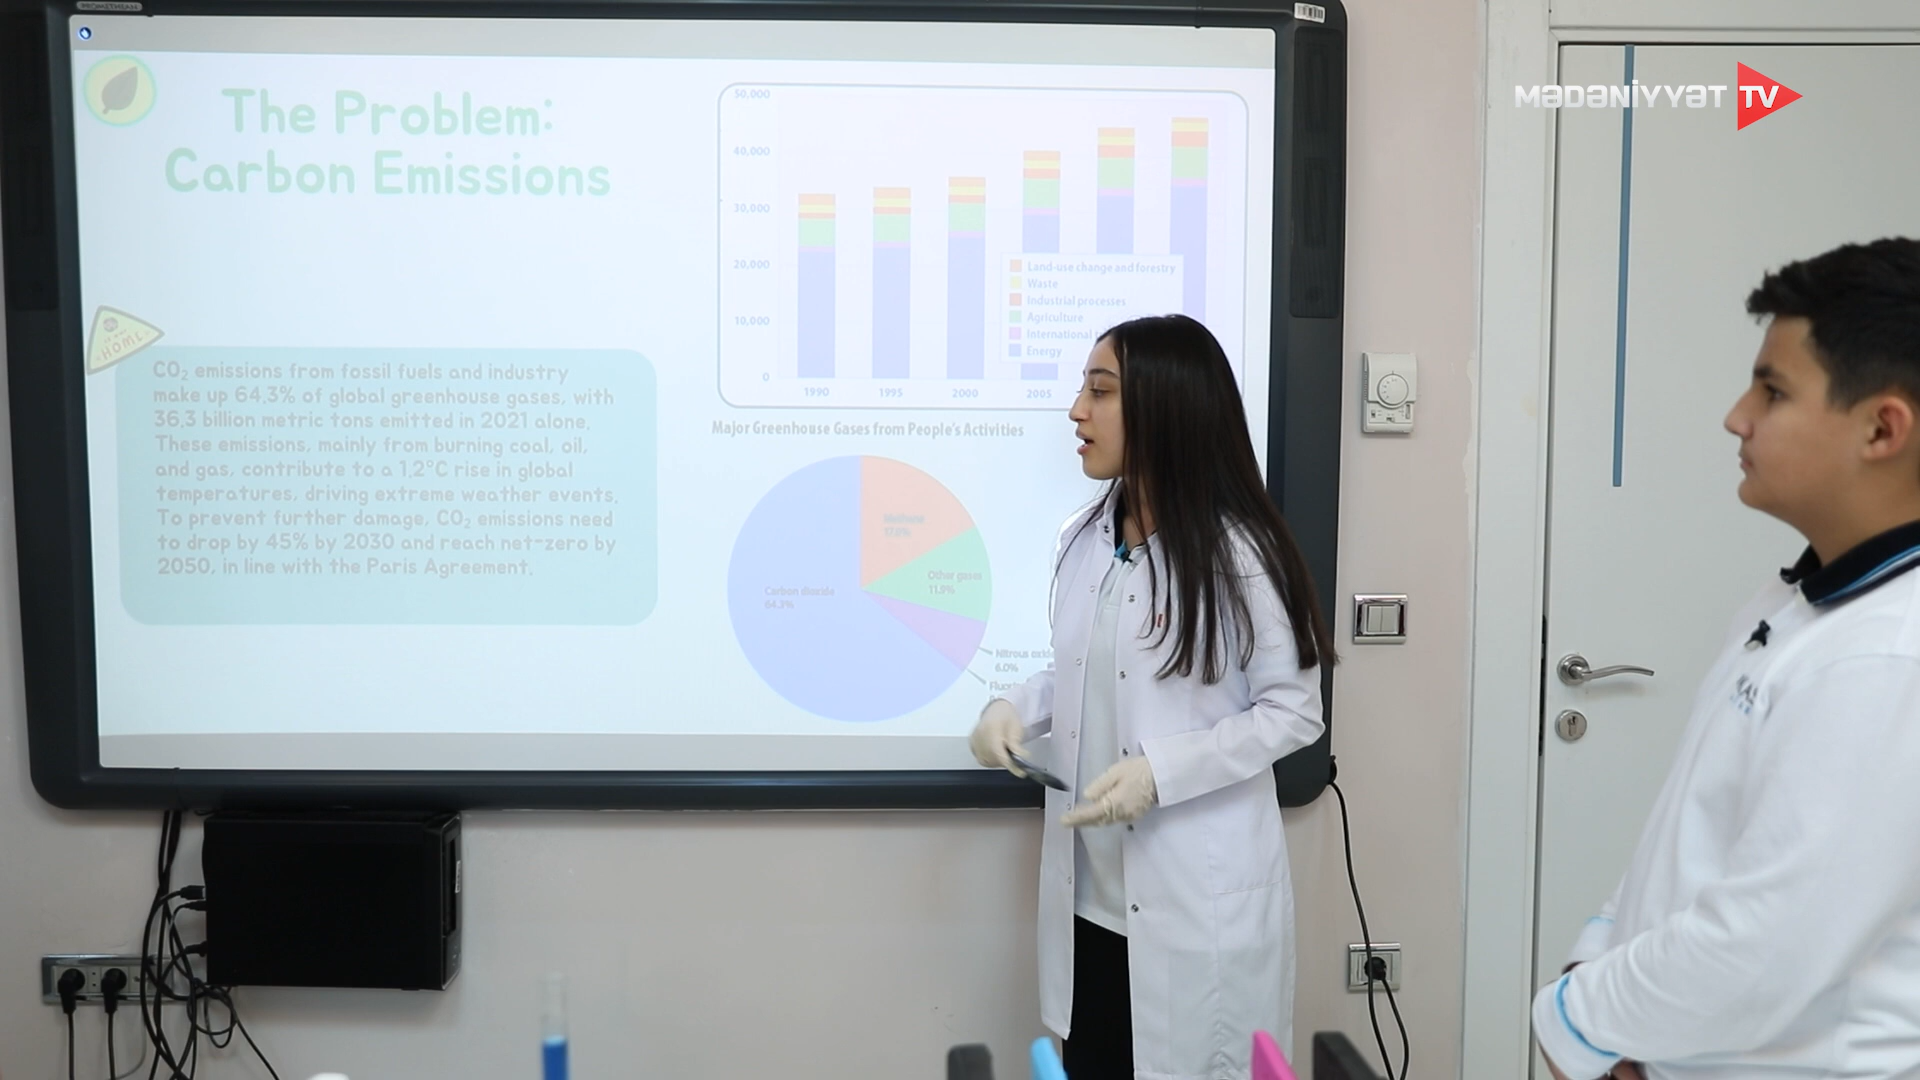 PROMETHEAN
MƏDƏNİYYƏT TV
The Problem:
Carbon Emissions
HOME
CO₂ emissions from fossil fuels and industry
make up 64.3% of global greenhouse gases, with
36.3 billion metric tons emitted in 2021 alone.
These emissions, mainly from burning coal, oil,
and gas, contribute to a 1.2°C rise in global
temperatures, driving extreme weather events.
To prevent further damage, CO₂ emissions need
to drop by 45% by 2030 and reach net-zero by
2050, in line with the Paris Agreement.
50,000
40,000
30,000
20,000
10,000
0
1990 1995 2000 2005
Land-use change and forestry
Waste
Industrial processes
Agriculture
International
Energy
Major Greenhouse Gases from People's Activities
Methane
17.0%
Other gases
11.9%
Carbon dioxide
64.3%
Nitrous oxide
6.0%